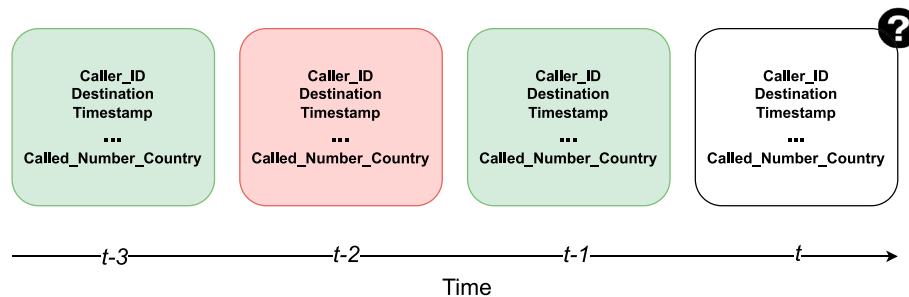 ?
Caller_ID
Destination
Timestamp
...
Called_Number_Country
Caller_ID
Destination
Timestamp
...
Called_Number_Country
Caller_ID
Destination
Timestamp
...
Called_Number_Country
Caller_ID
Destination
Timestamp
...
Called_Number_Country
t-3
t-2
t-1
t
Time